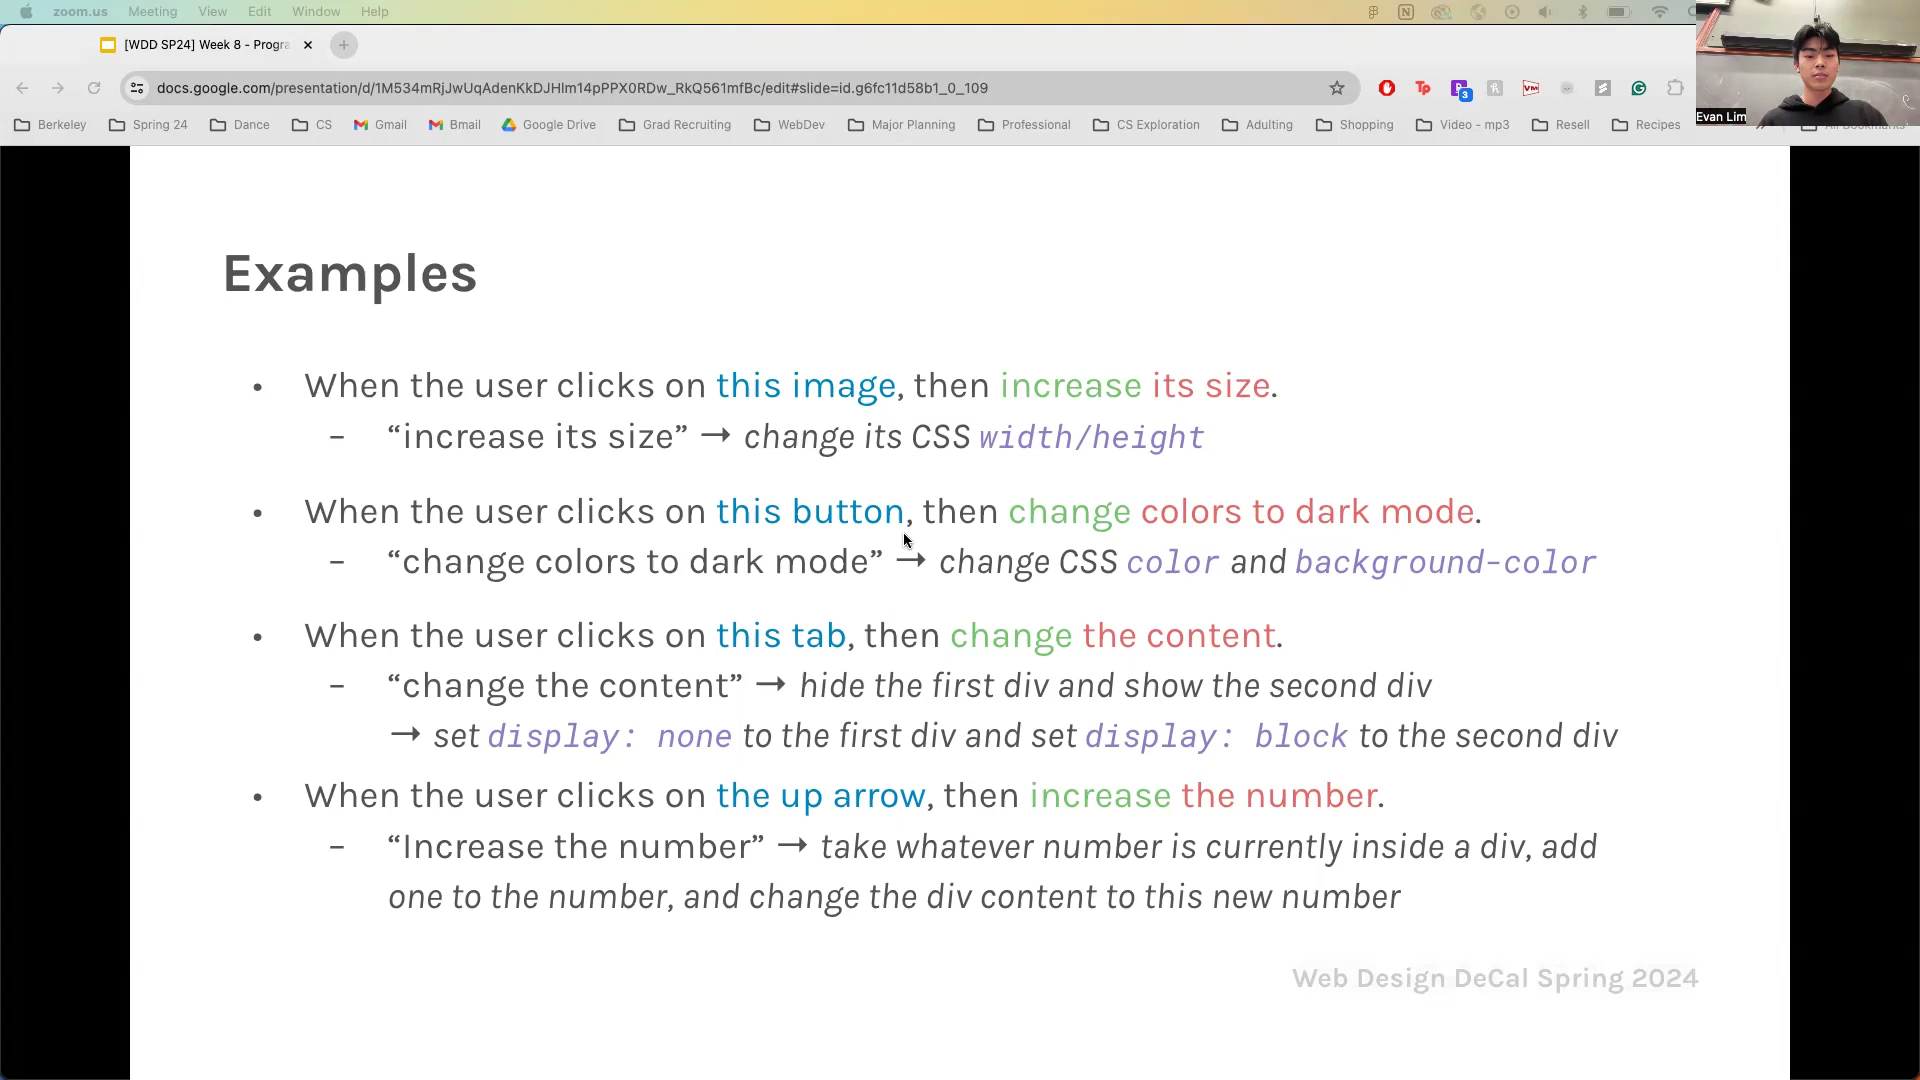 zoom.us Meeting View Edit Window Help
[WDD SP24] Week 8 - Progra
docs.google.com/presentation/d/1M534mRjJwUqAdenKkDJHlm14pPPX0RDw_RkQ561mfBc/edit#slide=id.g6fc11d58b1_0_109
Berkeley Spring 24 Dance CS Gmail Bmail Google Drive Grad Recruiting WebDev Major Planning Professional CS Exploration Adulting Shopping Video - mp3 Resell Recipes » All Bookmarks
Evan Lim
Examples
• When the user clicks on this image, then increase its size.
– “increase its size” → change its CSS width/height
• When the user clicks on this button, then change colors to dark mode.
– “change colors to dark mode” → change CSS color and background-color
• When the user clicks on this tab, then change the content.
– “change the content” → hide the first div and show the second div
→ set display: none to the first div and set display: block to the second div
• When the user clicks on the up arrow, then increase the number.
– “Increase the number” → take whatever number is currently inside a div, add
one to the number, and change the div content to this new number
Web Design DeCal Spring 2024